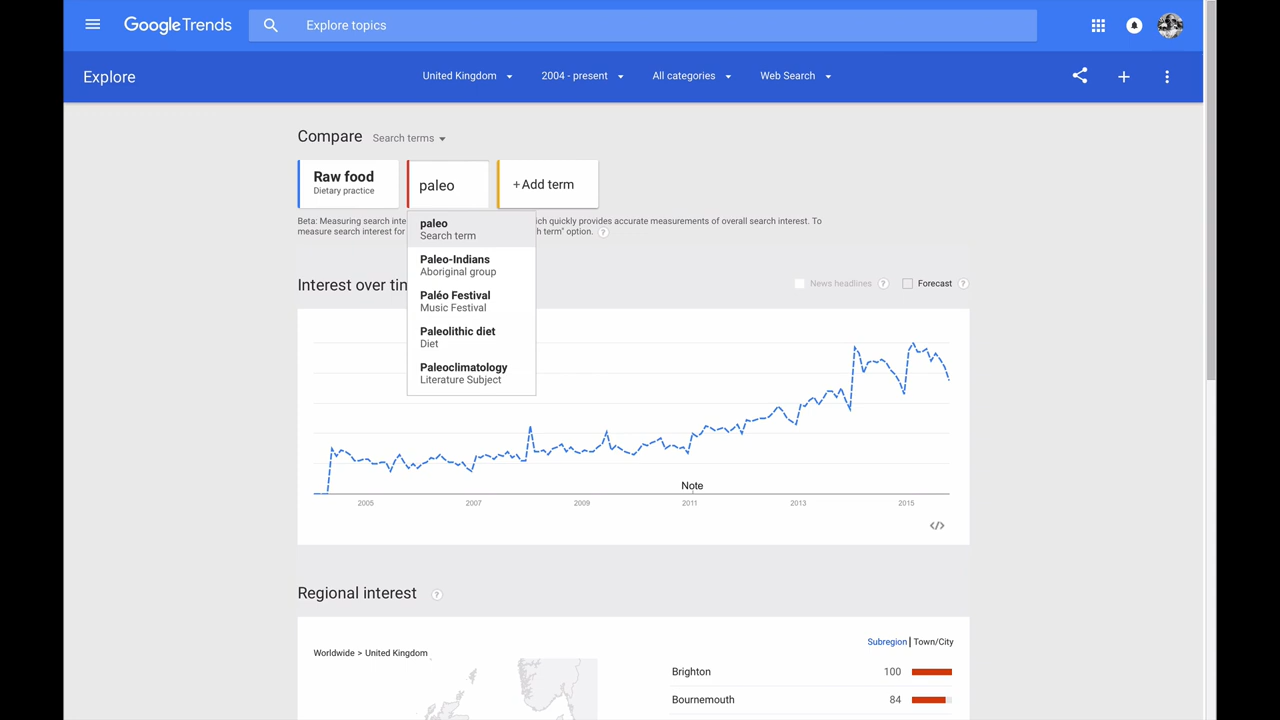 GoogleTrends
Explore topics
Explore
United Kingdom
2004 - present
All categories
Web Search
Compare Search terms
Raw food
Dietary practice
paleo
+Add term
Beta: Measuring search inte
ich quickly provides accurate measurements of overall search interest. To
measure search interest for
h term" option. ?
paleo
Search term
Paleo-Indians
Aboriginal group
Paléo Festival
Music Festival
Paleolithic diet
Diet
Paleoclimatology
Literature Subject
Interest over tin
News headlines ?
Forecast ?
Note
2005 2007 2009 2011 2013 2015
</>
Regional interest ?
Subregion | Town/City
Worldwide > United Kingdom
Brighton 100
Bournemouth 84